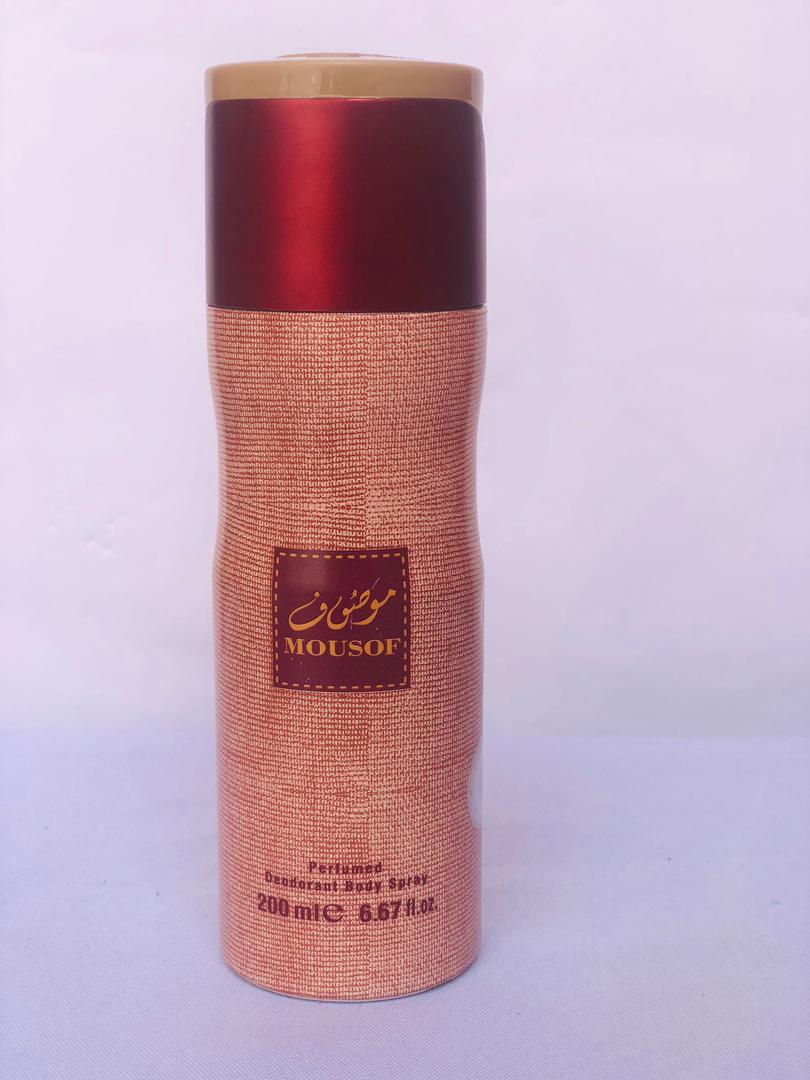 موصوف
MOUSOF
Perfumed
Deodorant Body Spray
200 ml℮ 6.67 fl.oz.